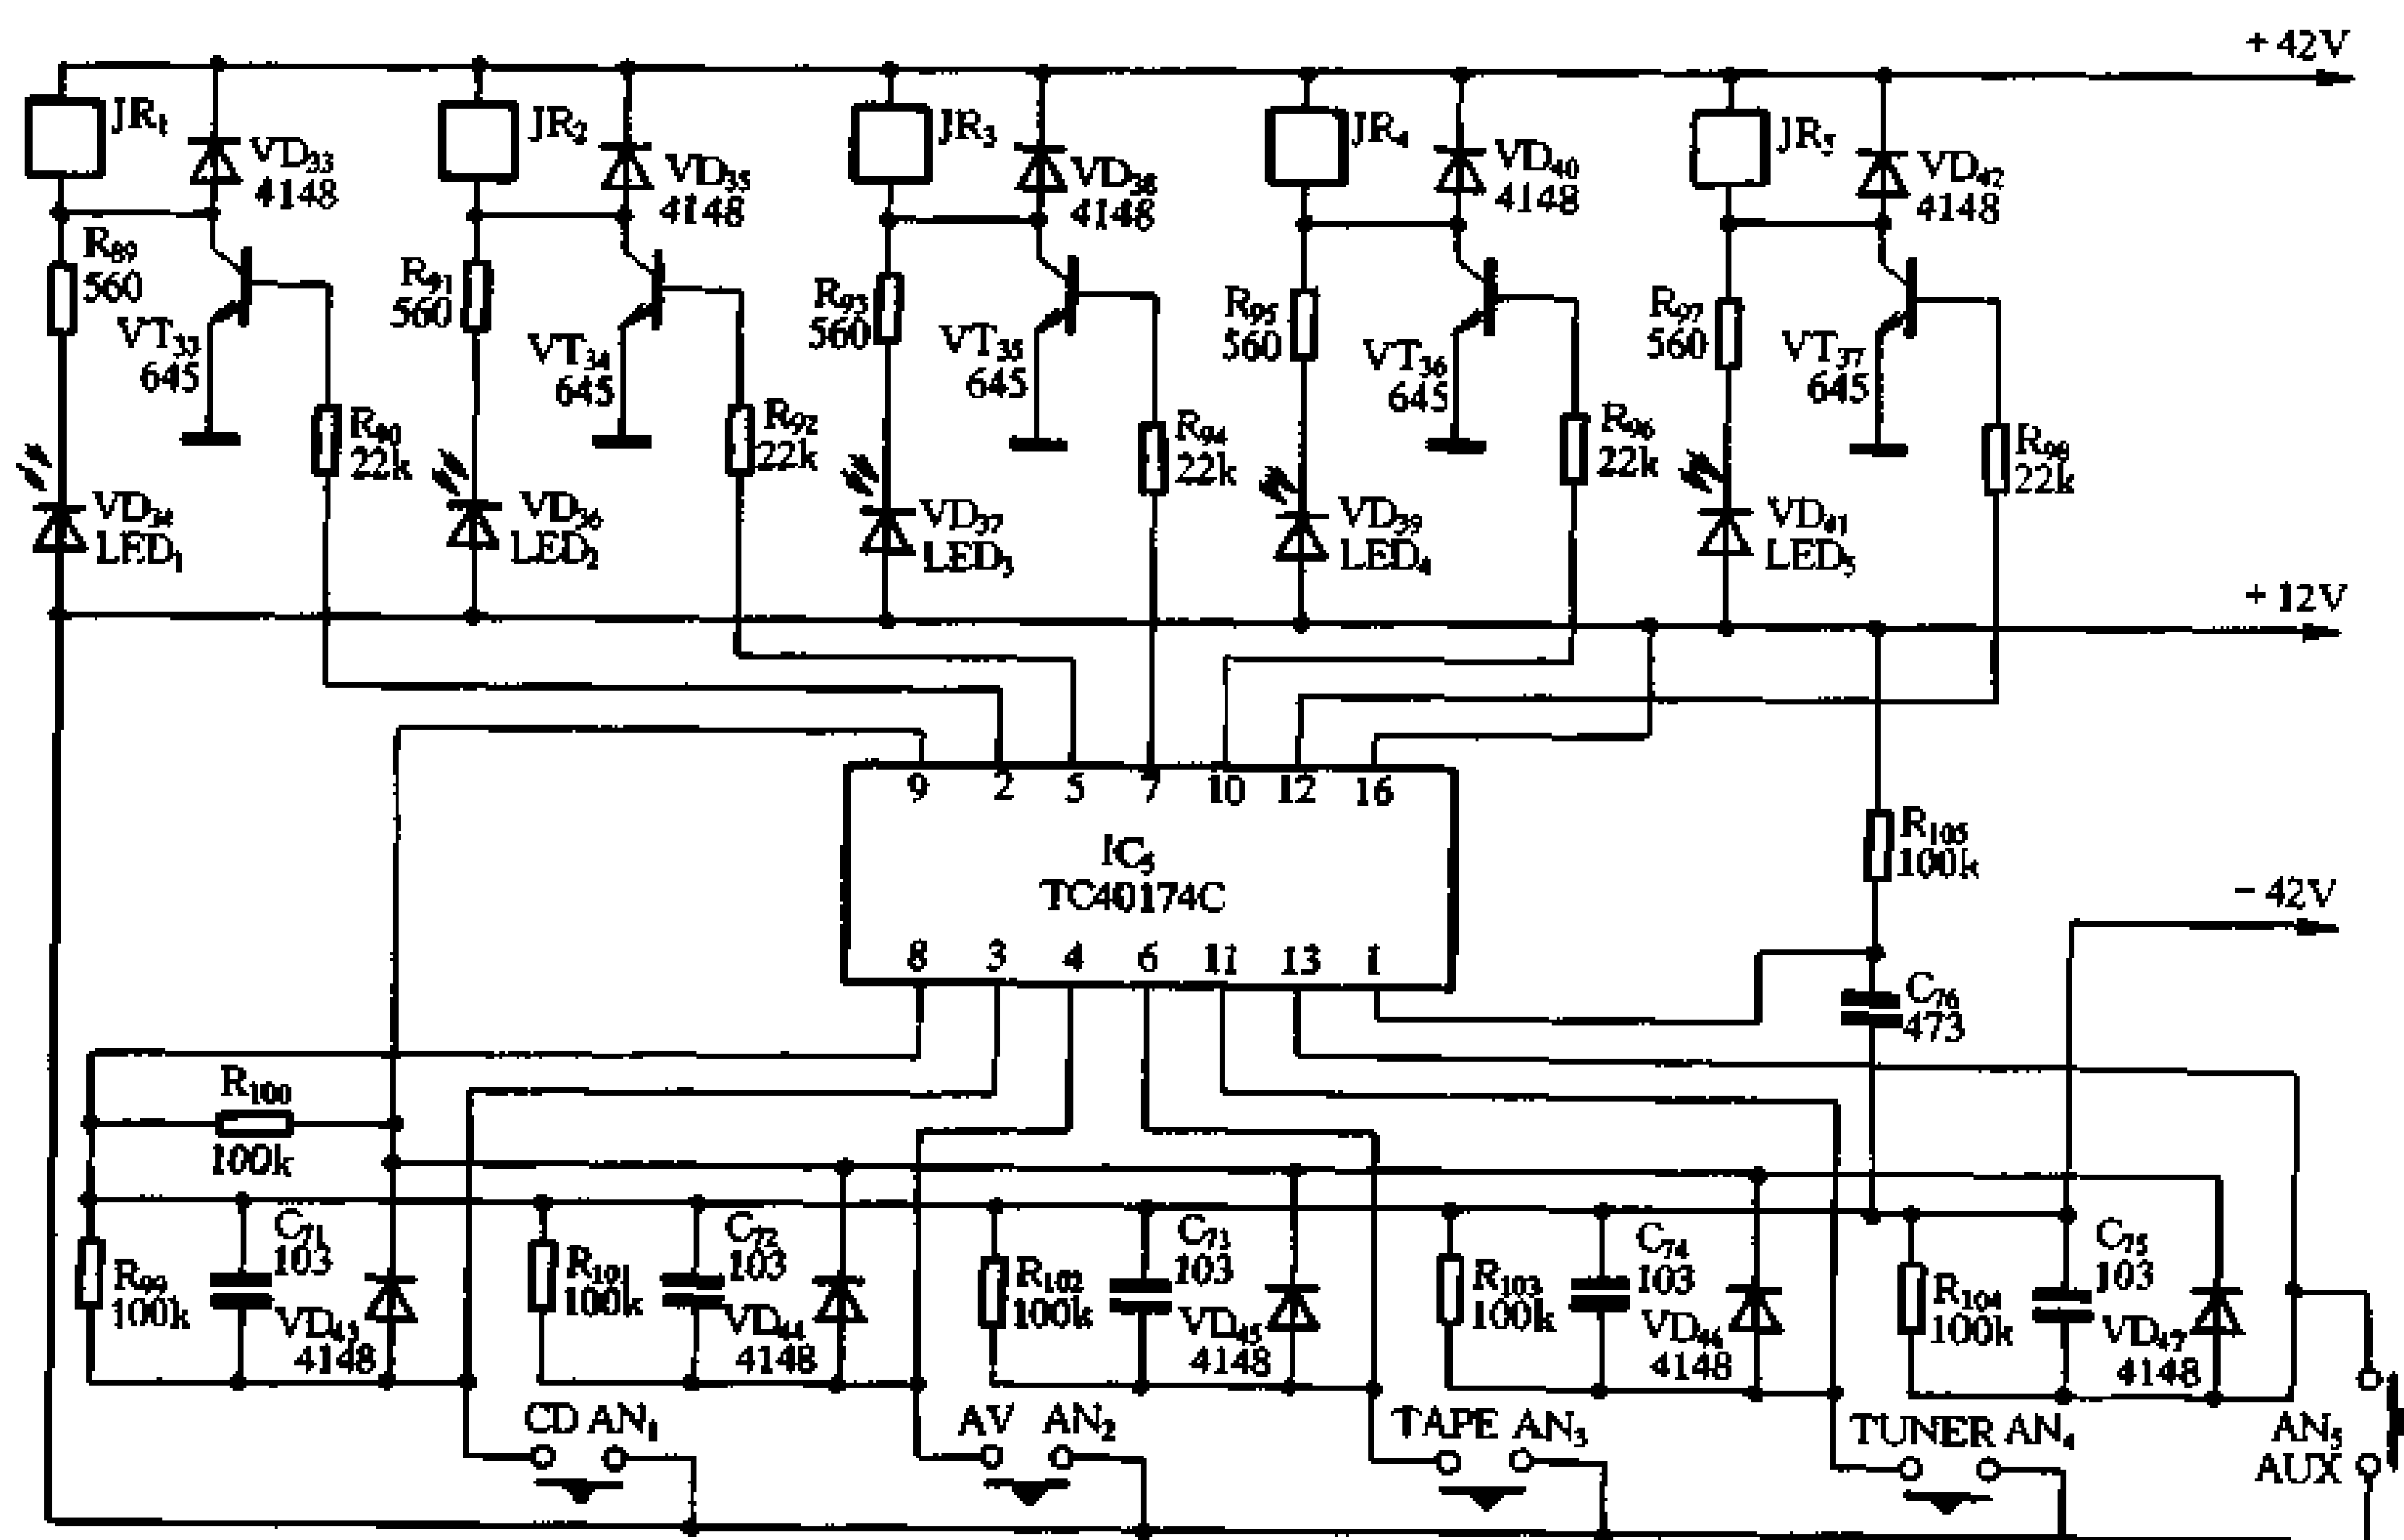 + 42V
JR₁
VD₃₃
4148
JR₂
VD₃₅
4148
JR₃
VD₃₈
4148
JR₄
VD₄₀
4148
JR₅
VD₄₂
4148
R₈₉
560
VT₃₃
645
R₉₁
560
VT₃₄
645
R₉₃
560
VT₃₅
645
R₉₅
560
VT₃₆
645
R₉₇
560
VT₃₇
645
R₉₀
22k
R₉₂
22k
R₉₄
22k
R₉₆
22k
R₉₈
22k
VD₃₄
LED₁
VD₃₆
LED₂
VD₃₇
LED₃
VD₃₉
LED₄
VD₄₁
LED₅
+ 12V
9 2 5 7 10 12 16
IC₅
TC40174C
8 3 4 6 11 13 1
R₁₀₅
100k
− 42V
C₇₆
473
R₁₀₀
100k
R₉₉
100k
C₇₁
103
VD₄₃
4148
R₁₀₁
100k
C₇₂
103
VD₄₄
4148
R₁₀₂
100k
C₇₃
103
VD₄₅
4148
R₁₀₃
100k
C₇₄
103
VD₄₆
4148
R₁₀₄
100k
C₇₅
103
VD₄₇
4148
CD AN₁
AV AN₂
TAPE AN₃
TUNER AN₄
AN₅
AUX